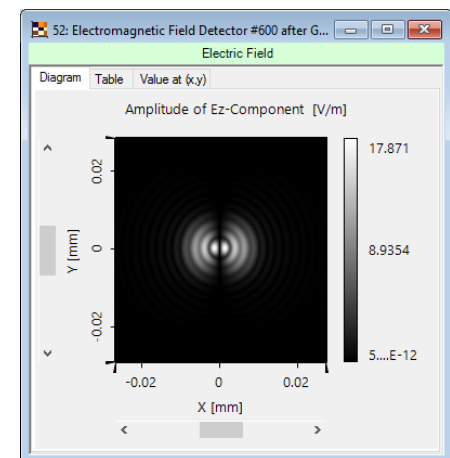 52: Electromagnetic Field Detector #600 after G...
Electric Field
Diagram Table Value at (x,y)
Amplitude of Ez-Component [V/m]
17.871
8.9354
5....E-12
0.02
0
-0.02
Y [mm]
-0.02 0 0.02
X [mm]